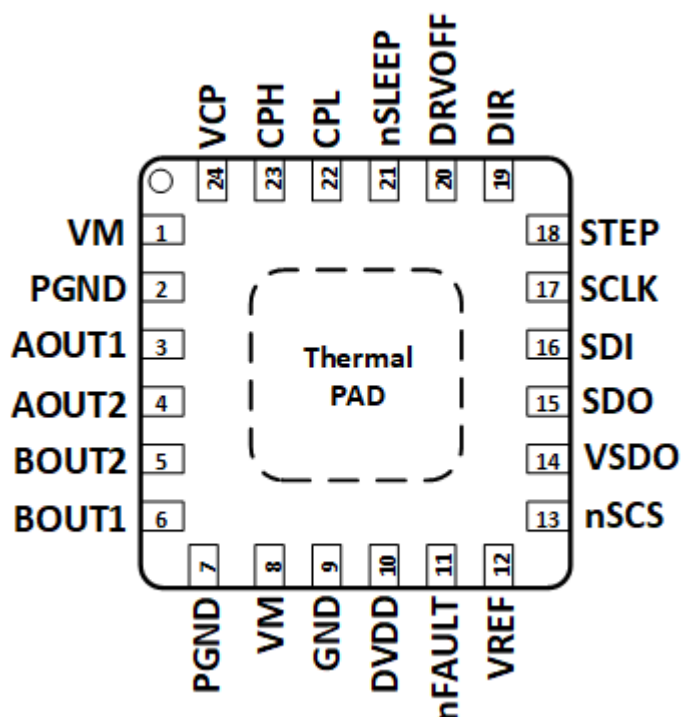 VCP
CPH
CPL
nSLEEP
DRVOFF
DIR
24
23
22
21
20
19
VM 1
PGND 2
AOUT1 3
AOUT2 4
BOUT2 5
BOUT1 6
Thermal
PAD
18 STEP
17 SCLK
16 SDI
15 SDO
14 VSDO
13 nSCS
7
8
9
10
11
12
PGND
VM
GND
DVDD
nFAULT
VREF